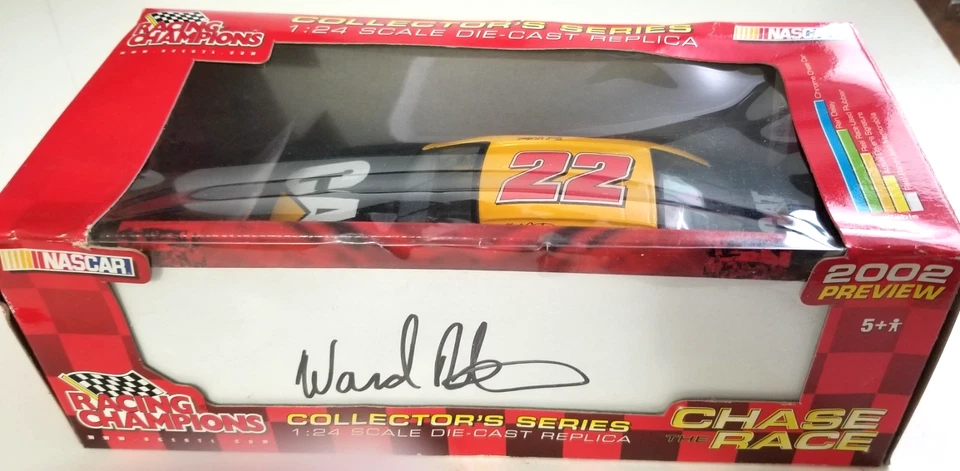 RACING
CHAMPIONS
COLLECTOR'S SERIES
1:24 SCALE DIE-CAST REPLICA
NASCAR
22
CA
NASCAR
2002
PREVIEW
5+
Ward
RACING
CHAMPIONS
COLLECTOR'S SERIES
1:24 SCALE DIE-CAST REPLICA
CHASE
THE RACE